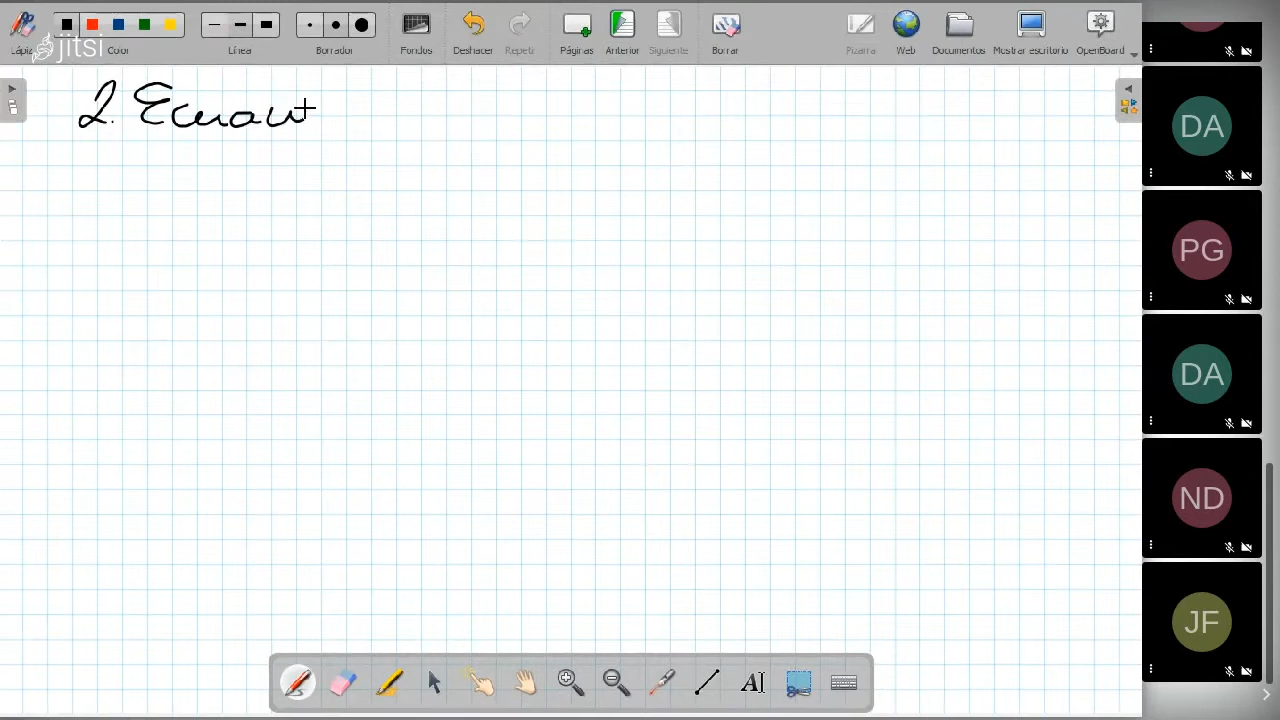 Lápiz
Color
Línea
Borrador
Fondos
Deshacer
Repetir
Páginas
Anterior
Siguiente
Borrar
Pizarra
Web
Documentos
Mostrar escritorio
OpenBoard
jitsi
2.
DA
PG
DA
ND
JF